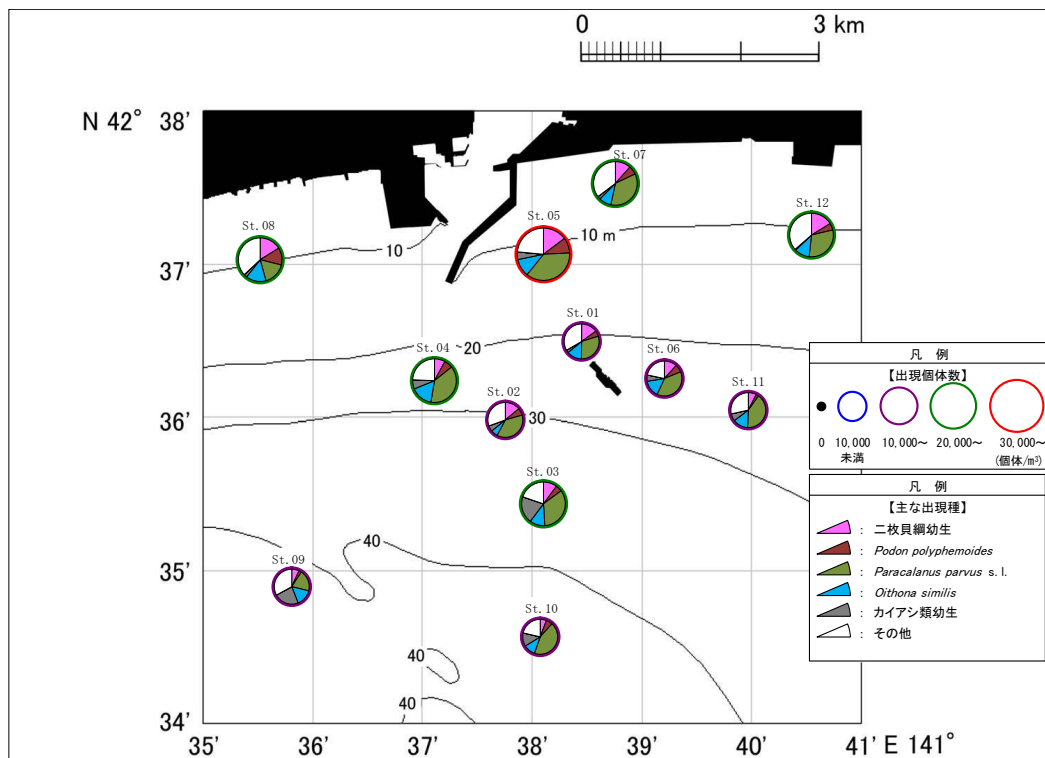 0 3 km
N 42° 38'
37'
36'
35'
34'
St.07
St.12
St.05
St.08
10 m
10
St.01
20
St.04
St.06
St.11
St.02
30
St.03
40
St.09
St.10
40
40
35' 36' 37' 38' 39' 40' 41' E 141°
凡 例
【出現個体数】
0 10,000未満 10,000～ 20,000～ 30,000～
(個体/m³)
凡 例
【主な出現種】
: 二枚貝綱幼生
: Podon polyphemoides
: Paracalanus parvus s. l.
: Oithona similis
: カイアシ類幼生
: その他